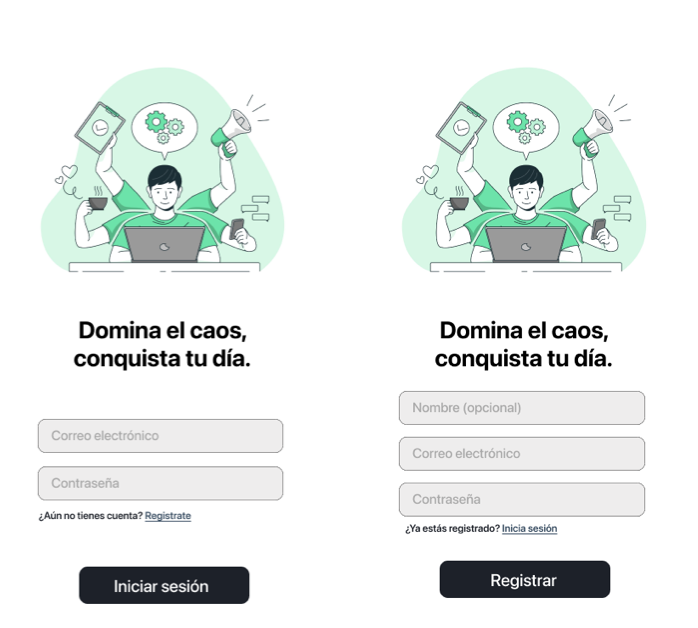 Domina el caos,
conquista tu día.
Correo electrónico
Contraseña
¿Aún no tienes cuenta? Registrate
Iniciar sesión
Domina el caos,
conquista tu día.
Nombre (opcional)
Correo electrónico
Contraseña
¿Ya estás registrado? Inicia sesión
Registrar